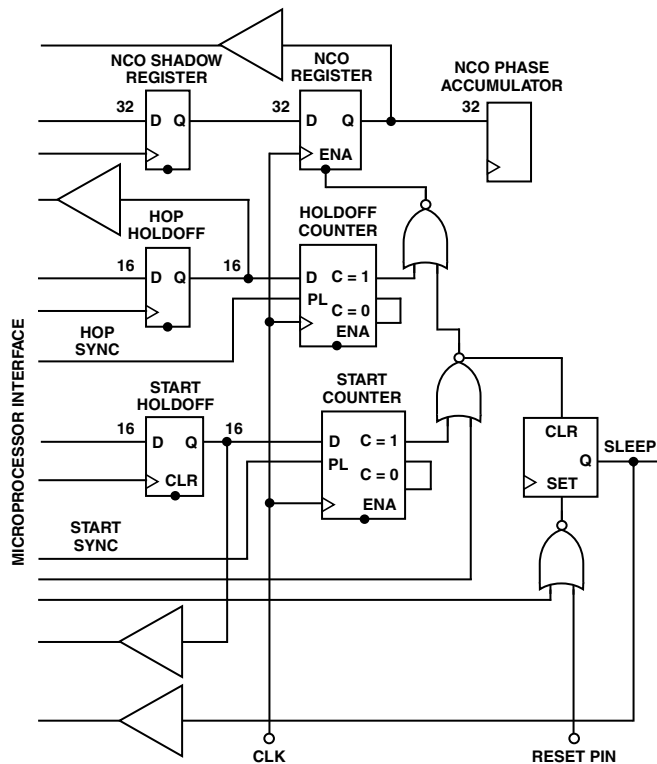 NCO SHADOW
REGISTER
NCO
REGISTER
NCO PHASE
ACCUMULATOR
32
D Q
32
D Q
ENA
32
HOP
HOLDOFF
16
D Q
16
HOLDOFF
COUNTER
D C = 1
PL
C = 0
ENA
HOP
SYNC
MICROPROCESSOR INTERFACE
START
HOLDOFF
16
D Q
CLR
16
START
COUNTER
D C = 1
PL
C = 0
ENA
START
SYNC
CLR
Q
SET
SLEEP
CLK
RESET PIN